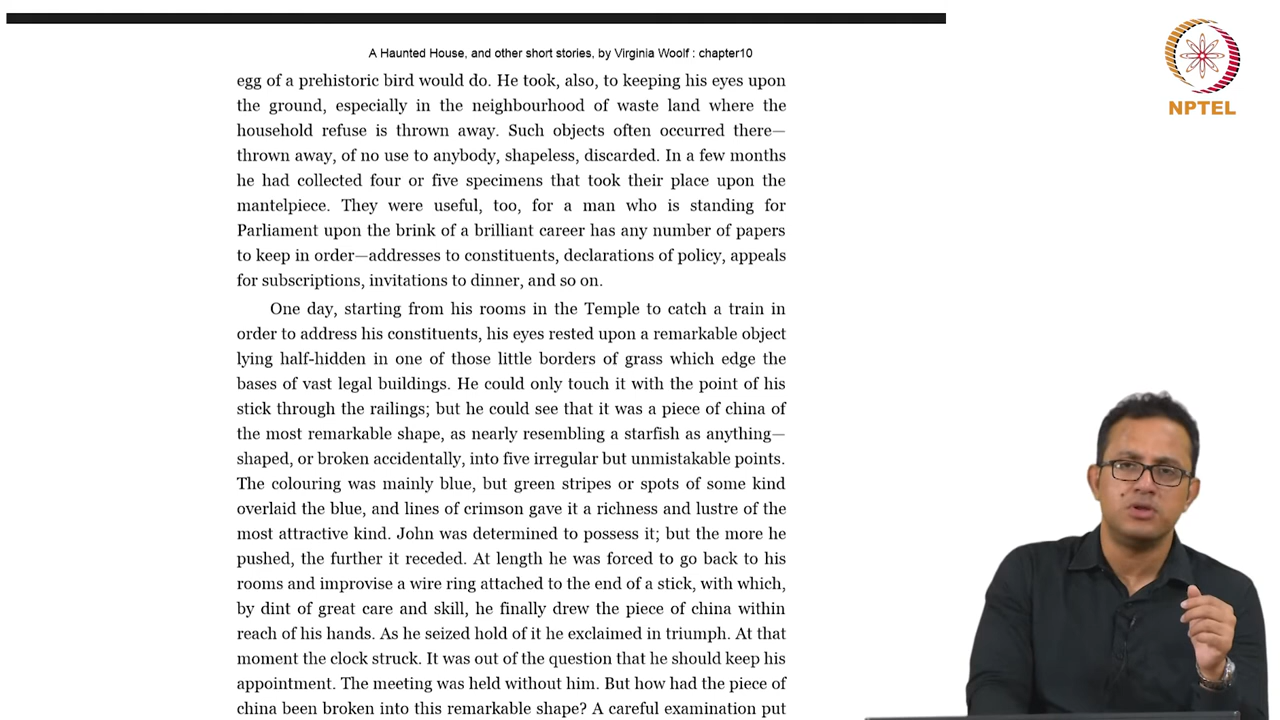 A Haunted House, and other short stories, by Virginia Woolf : chapter10
egg of a prehistoric bird would do. He took, also, to keeping his eyes upon
the ground, especially in the neighbourhood of waste land where the
household refuse is thrown away. Such objects often occurred there—
thrown away, of no use to anybody, shapeless, discarded. In a few months
he had collected four or five specimens that took their place upon the
mantelpiece. They were useful, too, for a man who is standing for
Parliament upon the brink of a brilliant career has any number of papers
to keep in order—addresses to constituents, declarations of policy, appeals
for subscriptions, invitations to dinner, and so on.
One day, starting from his rooms in the Temple to catch a train in
order to address his constituents, his eyes rested upon a remarkable object
lying half-hidden in one of those little borders of grass which edge the
bases of vast legal buildings. He could only touch it with the point of his
stick through the railings; but he could see that it was a piece of china of
the most remarkable shape, as nearly resembling a starfish as anything—
shaped, or broken accidentally, into five irregular but unmistakable points.
The colouring was mainly blue, but green stripes or spots of some kind
overlaid the blue, and lines of crimson gave it a richness and lustre of the
most attractive kind. John was determined to possess it; but the more he
pushed, the further it receded. At length he was forced to go back to his
rooms and improvise a wire ring attached to the end of a stick, with which,
by dint of great care and skill, he finally drew the piece of china within
reach of his hands. As he seized hold of it he exclaimed in triumph. At that
moment the clock struck. It was out of the question that he should keep his
appointment. The meeting was held without him. But how had the piece of
china been broken into this remarkable shape? A careful examination put
NPTEL